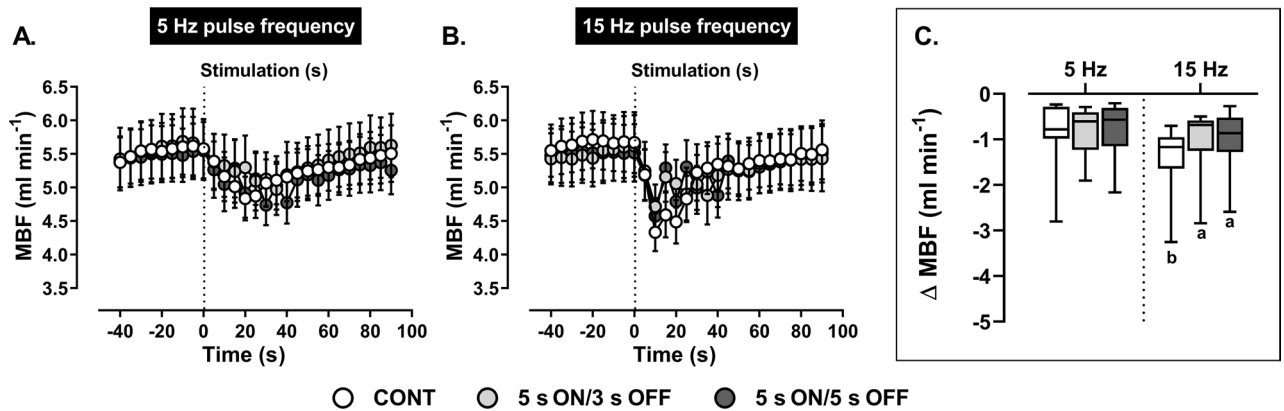 A.
5 Hz pulse frequency
Stimulation (s)
MBF (ml min⁻¹)
6.5
6.0
5.5
5.0
4.5
4.0
3.5
-40 -20 0 20 40 60 80 100
Time (s)
B.
15 Hz pulse frequency
Stimulation (s)
MBF (ml min⁻¹)
6.5
6.0
5.5
5.0
4.5
4.0
3.5
-40 -20 0 20 40 60 80 100
Time (s)
C.
5 Hz 15 Hz
Δ MBF (ml min⁻¹)
0
-1
-2
-3
-4
-5
b a a
CONT 5 s ON/3 s OFF 5 s ON/5 s OFF